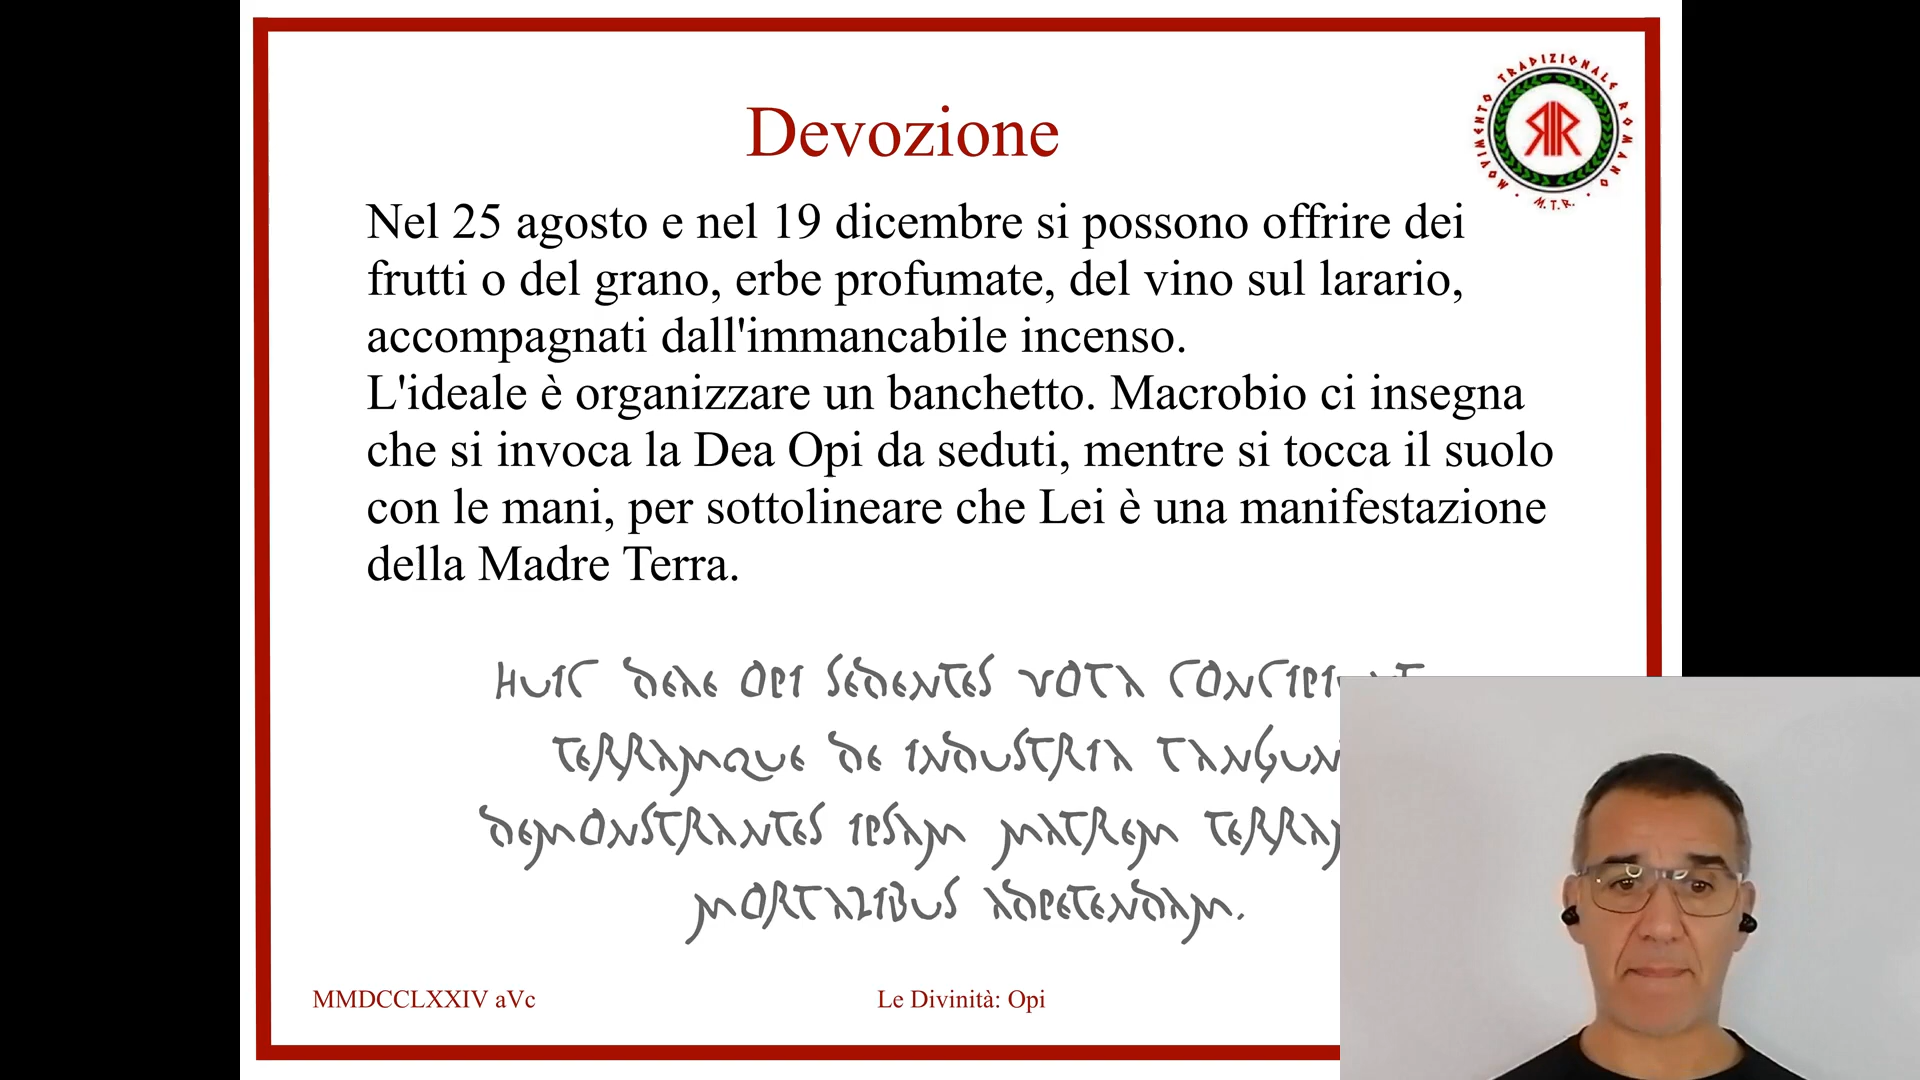 Devozione
MOVIMENTO TRADIZIONALE ROMANO
M.T.R.
Nel 25 agosto e nel 19 dicembre si possono offrire dei
frutti o del grano, erbe profumate, del vino sul larario,
accompagnati dall'immancabile incenso.
L'ideale è organizzare un banchetto. Macrobio ci insegna
che si invoca la Dea Opi da seduti, mentre si tocca il suolo
con le mani, per sottolineare che Lei è una manifestazione
della Madre Terra.
HUIC DEAE OPI SEDENTES VOTA
TERRAMQUE DE INDUSTRIA
DEMONSTRANTES IPSAM MATREM
MORTALIBUS ADPETENDAM.
MMDCCLXXIV aVc
Le Divinità: Opi